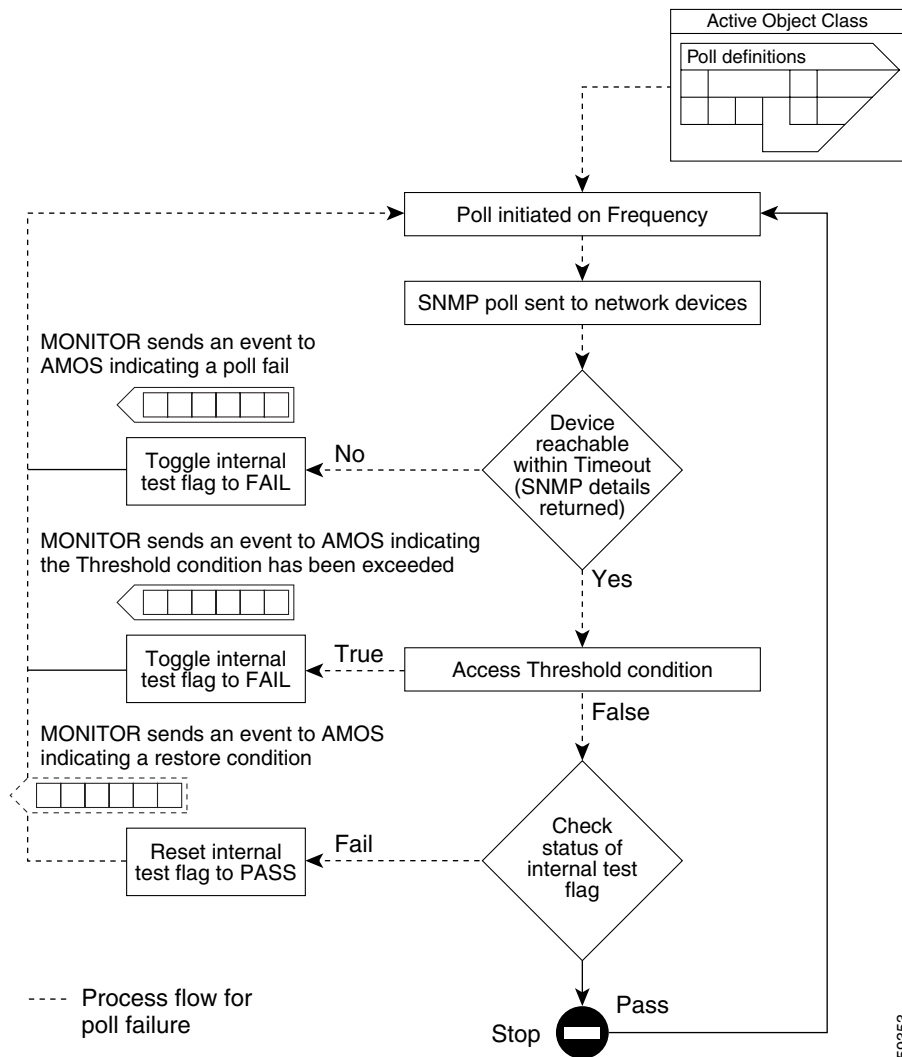 Active Object Class
Poll definitions
Poll initiated on Frequency
SNMP poll sent to network devices
MONITOR sends an event to
AMOS indicating a poll fail
Device
reachable
within Timeout
(SNMP details
returned)
No
Toggle internal
test flag to FAIL
MONITOR sends an event to AMOS indicating
the Threshold condition has been exceeded
Yes
True
Toggle internal
test flag to FAIL
Access Threshold condition
False
MONITOR sends an event to AMOS
indicating a restore condition
Check
status of
internal test
flag
Fail
Reset internal
test flag to PASS
Process flow for
poll failure
Pass
Stop
59353